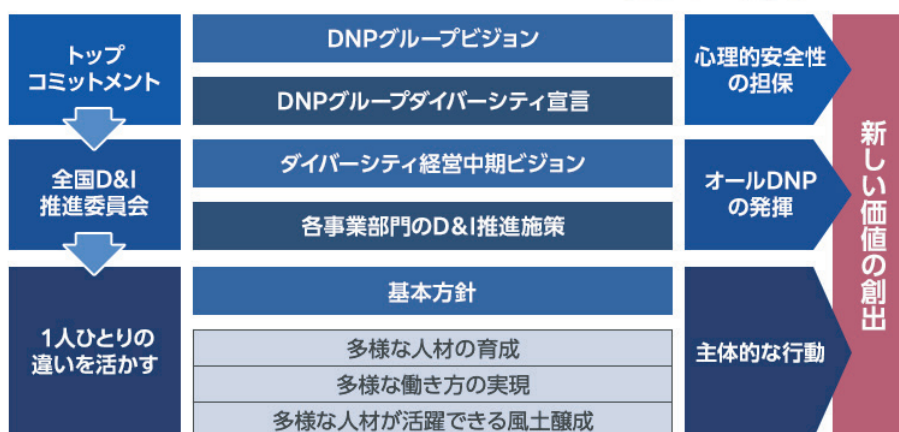 トップ
コミットメント
DNPグループビジョン
DNPグループダイバーシティ宣言
心理的安全性
の担保
全国D&I
推進委員会
ダイバーシティ経営中期ビジョン
各事業部門のD&I推進施策
オールDNP
の発揮
1人ひとりの
違いを活かす
基本方針
多様な人材の育成
多様な働き方の実現
多様な人材が活躍できる風土醸成
主体的な行動
新しい価値の創出